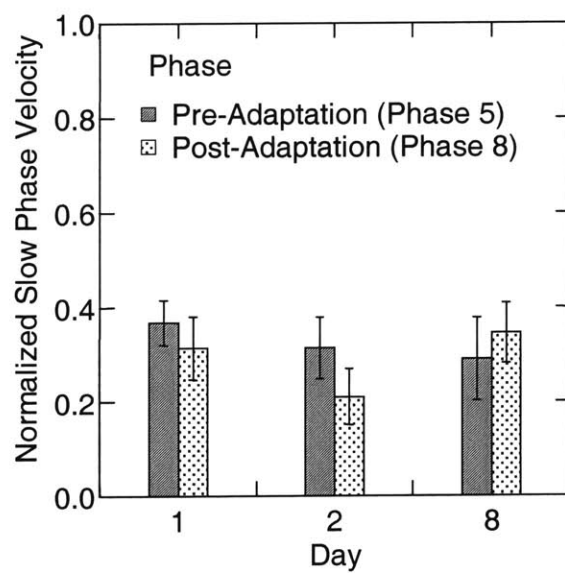 Normalized Slow Phase Velocity
1.0
0.8
0.6
0.4
0.2
0.0
Phase
Pre-Adaptation (Phase 5)
Post-Adaptation (Phase 8)
1 2 8
Day